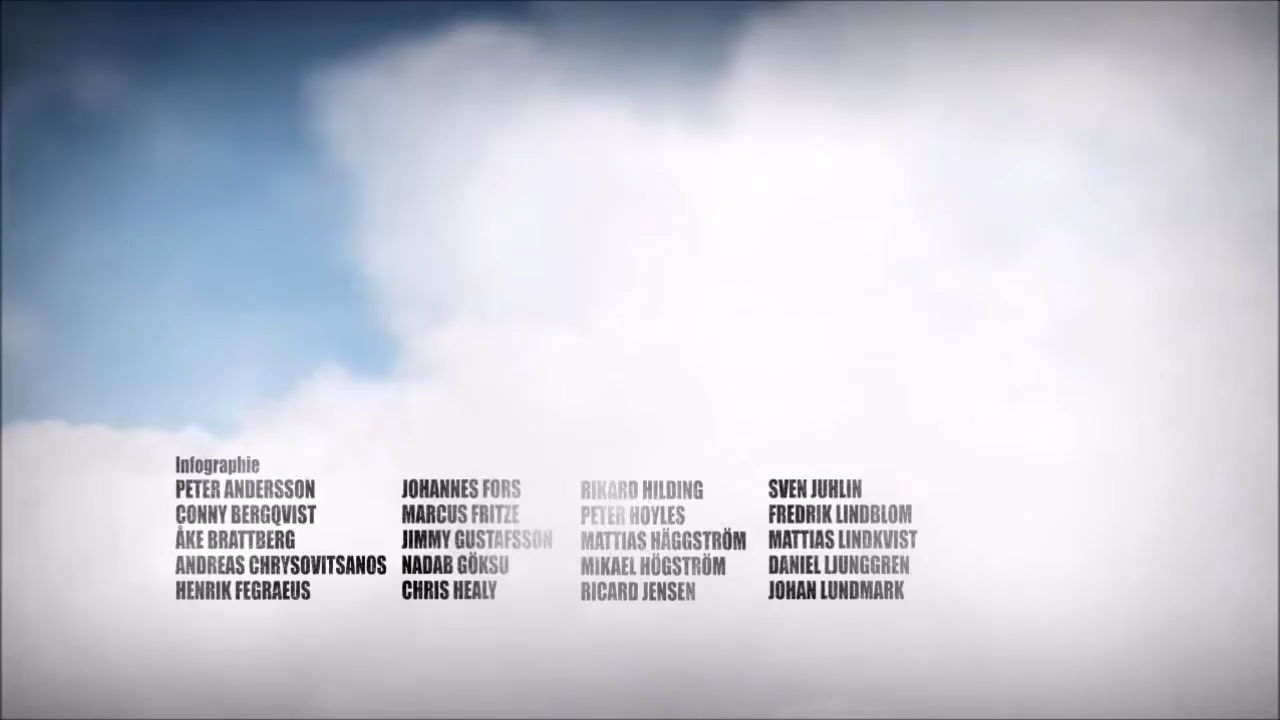 Infographie
PETER ANDERSSON
CONNY BERGQVIST
ÅKE BRATTBERG
ANDREAS CHRYSOVITSANOS
HENRIK FEGRAEUS
JOHANNES FORS
MARCUS FRITZE
JIMMY GUSTAFSSON
NADAB GÖKSU
CHRIS HEALY
RIKARD HILDING
PETER HOYLES
MATTIAS HÄGGSTRÖM
MIKAEL HÖGSTRÖM
RICARD JENSEN
SVEN JUHLIN
FREDRIK LINDBLOM
MATTIAS LINDKVIST
DANIEL LJUNGGREN
JOHAN LUNDMARK